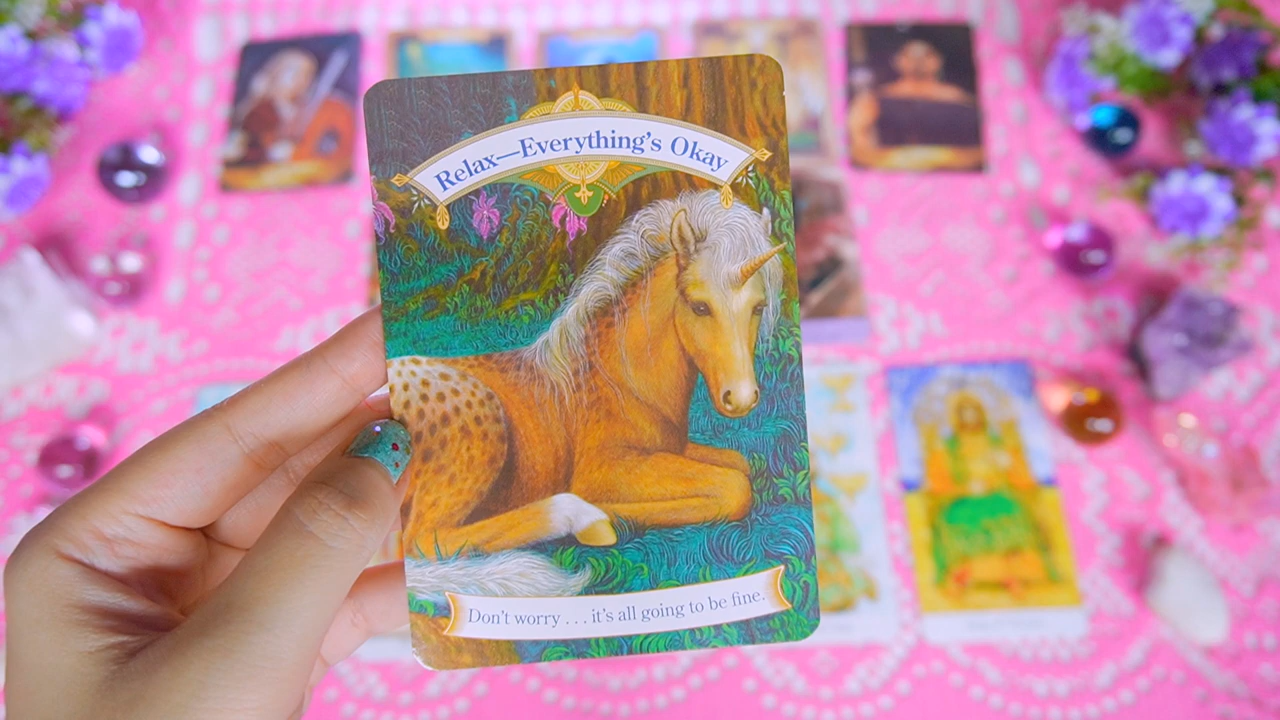 Relax—Everything's Okay
Don't worry . . . it's all going to be fine.